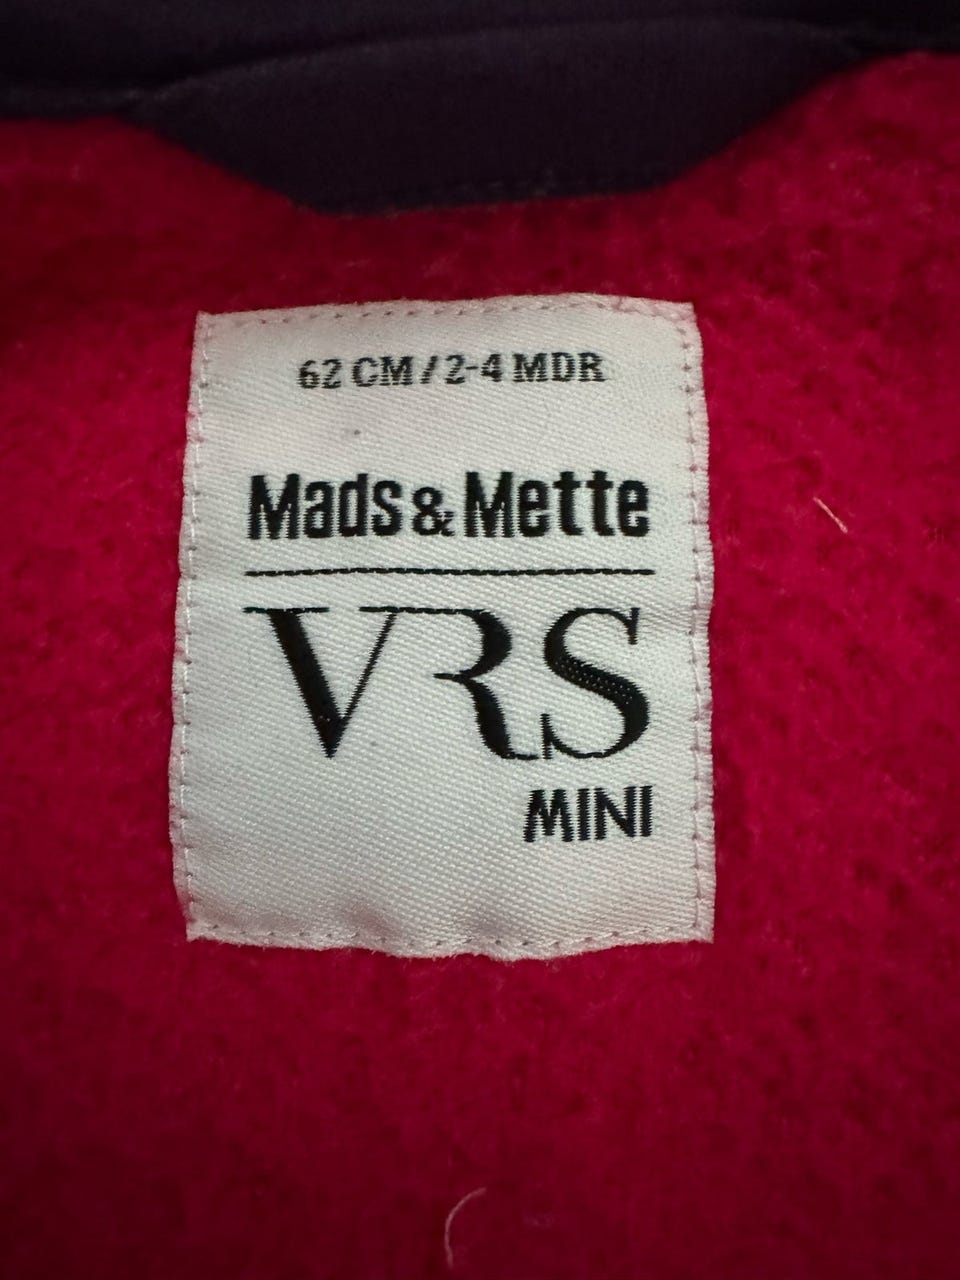 62 CM / 2-4 MDR
Mads & Mette
VRS
MINI